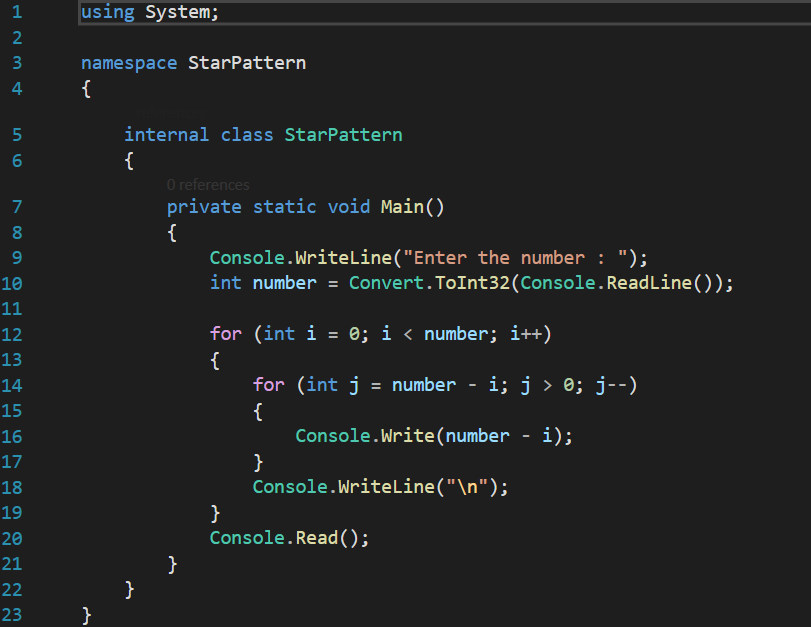 1 using System;
2
3 namespace StarPattern
4 {
5 internal class StarPattern
6 {
0 references
7 private static void Main()
8 {
9 Console.WriteLine("Enter the number : ");
10 int number = Convert.ToInt32(Console.ReadLine());
11
12 for (int i = 0; i < number; i++)
13 {
14 for (int j = number - i; j > 0; j--)
15 {
16 Console.Write(number - i);
17 }
18 Console.WriteLine("\n");
19 }
20 Console.Read();
21 }
22 }
23 }